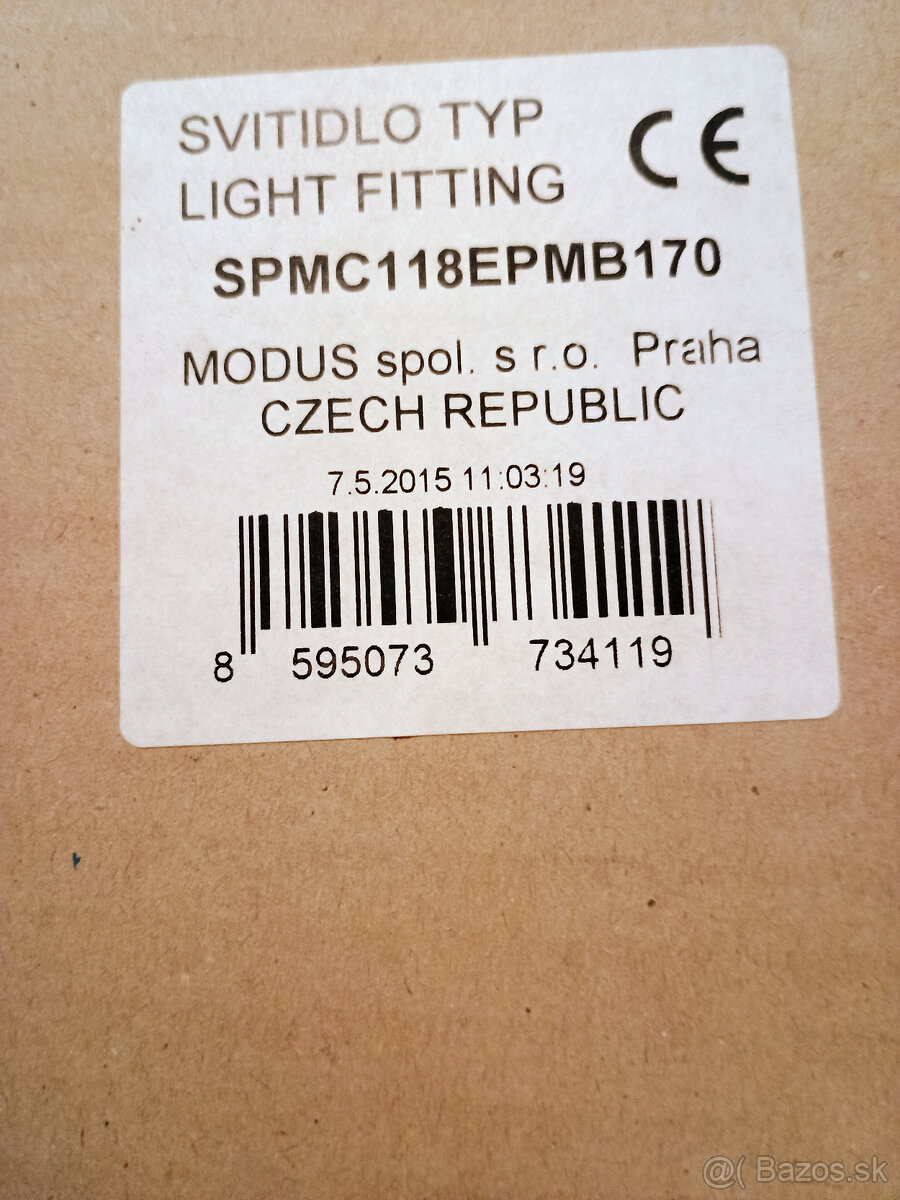 SVITIDLO TYP
LIGHT FITTING
CE
SPMC118EPMB170
MODUS spol. s r.o. Praha
CZECH REPUBLIC
7.5.2015 11:03:19
8 595073 734119
@( Bazos.sk